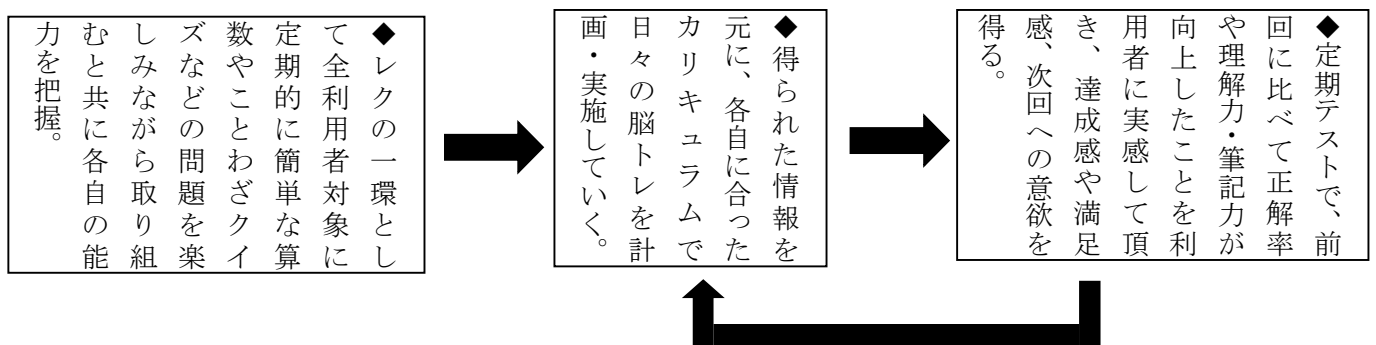 ◆レクの一環とし
て全利用者対象に
定期的に簡単な算
数やことわざクイ
ズなどの問題を楽
しみながら取り組
むと共に各自の能
力を把握。
◆得られた情報を
元に、各自に合った
カリキュラムで
日々の脳トレを計
画・実施していく。
◆定期テストで、前
回に比べて正解率
や理解力・筆記力が
向上したことを利
用者に実感して頂
き、達成感や満足
感、次回への意欲を
得る。